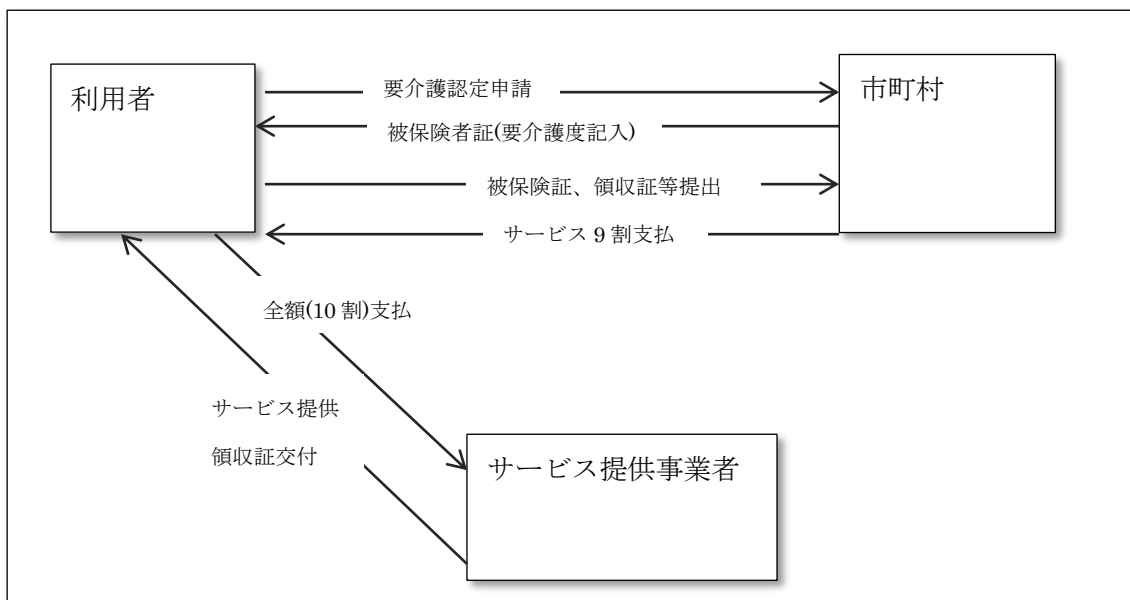 利用者
市町村
要介護認定申請
被保険者証(要介護度記入)
被保険証、領収証等提出
サービス 9 割支払
全額(10 割)支払
サービス提供
領収証交付
サービス提供事業者